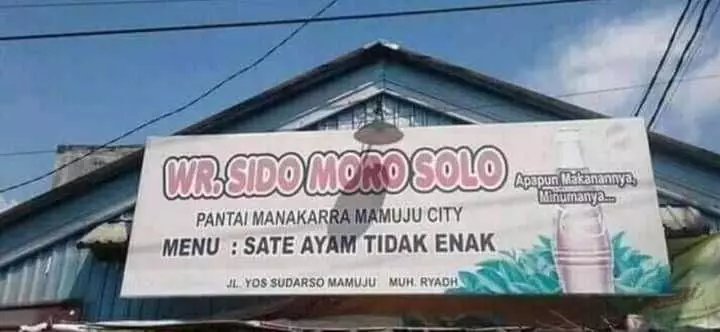 WR. SIDO MORO SOLO
Apapun Makanannya,
Minumanya...
PANTAI MANAKARRA MAMUJU CITY
MENU : SATE AYAM TIDAK ENAK
JL. YOS SUDARSO MAMUJU MUH. RYADH